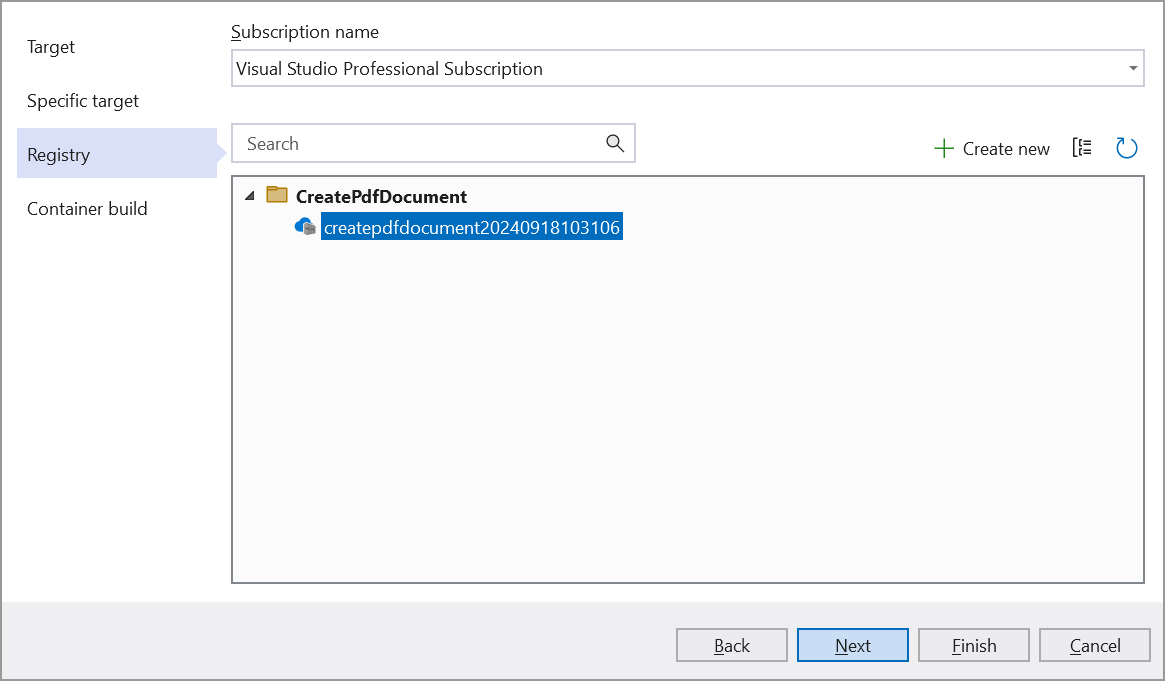 Target
Specific target
Registry
Container build
Subscription name
Visual Studio Professional Subscription
Search
Create new
CreatePdfDocument
createpdfdocument20240918103106
Back
Next
Finish
Cancel